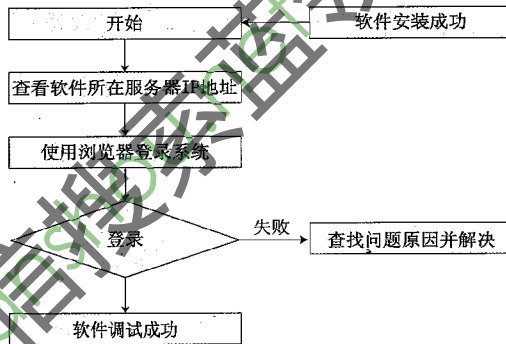 开始
软件安装成功
查看软件所在服务器IP地址
使用浏览器登录系统
登录
失败
查找问题原因并解决
软件调试成功